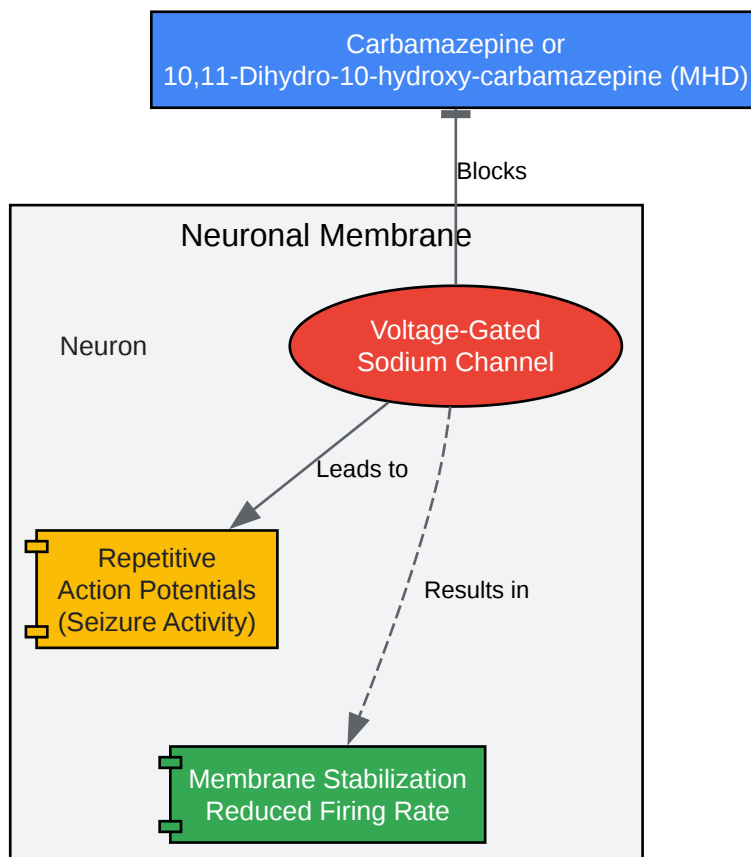 Carbamazepine or
10,11-Dihydro-10-hydroxy-carbamazepine (MHD)
Blocks
Neuronal Membrane
Voltage-Gated
Sodium Channel
Neuron
Leads to
Repetitive
Action Potentials
(Seizure Activity)
Results in
Membrane Stabilization
Reduced Firing Rate